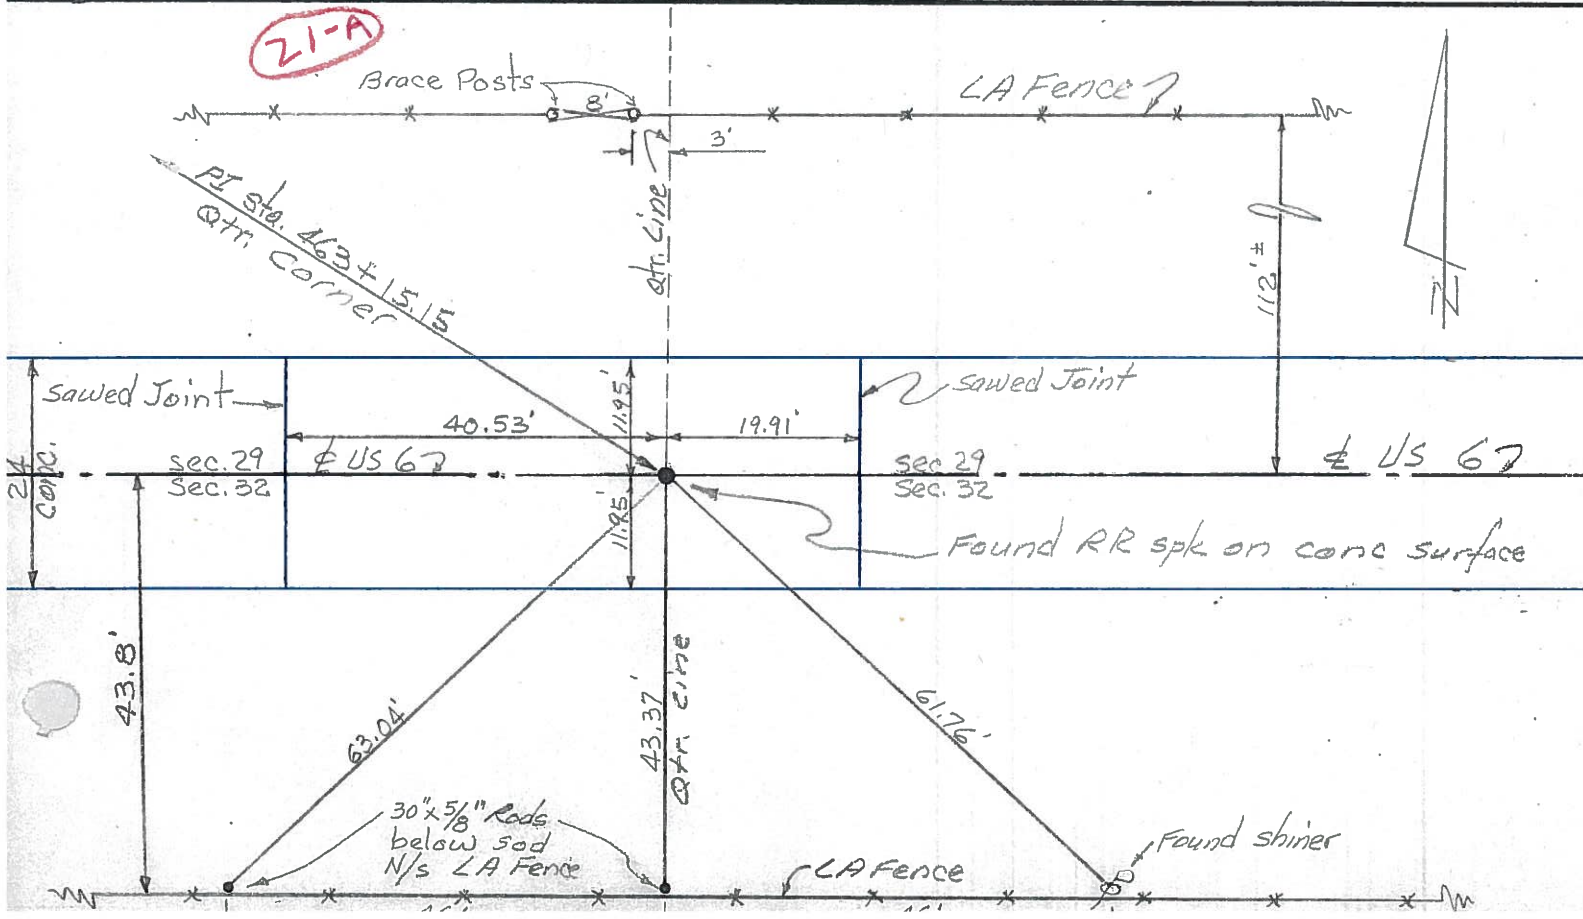 21-A
Brace Posts
8'
LA Fence
3'
PI Sta. 463+15.15
Qtr. Corner
Qtr. Line
112'±
N
Sawed Joint
40.53'
11.95'
19.91'
Sawed Joint
24'
conc.
sec. 29
Sec. 32
℄ US 67
11.95'
sec. 29
Sec. 32
℄ US 67
Found RR spk on conc surface
43.8'
63.04'
43.37'
Qtr. Line
61.76'
30" x 5/8" Rods
below sod
N/s LA Fence
LA Fence
Found Shiner